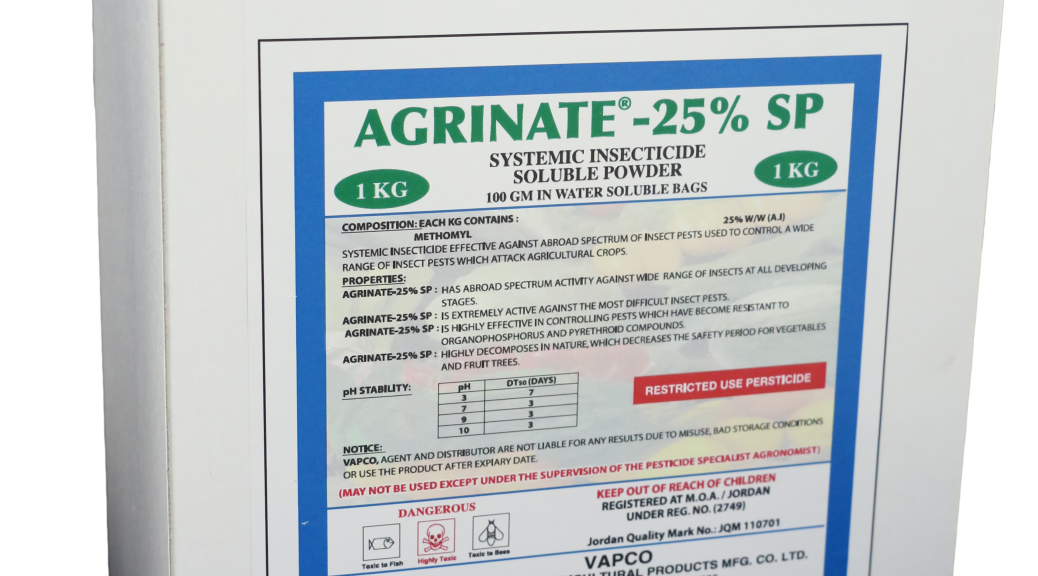 AGRINATE®-25% SP
SYSTEMIC INSECTICIDE
SOLUBLE POWDER
100 GM IN WATER SOLUBLE BAGS
1 KG
1 KG
COMPOSITION: EACH KG CONTAINS :
METHOMYL 25% W/W (A.I)
SYSTEMIC INSECTICIDE EFFECTIVE AGAINST ABROAD SPECTRUM OF INSECT PESTS USED TO CONTROL A WIDE
RANGE OF INSECT PESTS WHICH ATTACK AGRICULTURAL CROPS.
PROPERTIES:
AGRINATE-25% SP : HAS ABROAD SPECTRUM ACTIVITY AGAINST WIDE RANGE OF INSECTS AT ALL DEVELOPING
STAGES.
AGRINATE-25% SP : IS EXTREMELY ACTIVE AGAINST THE MOST DIFFICULT INSECT PESTS.
AGRINATE-25% SP : IS HIGHLY EFFECTIVE IN CONTROLLING PESTS WHICH HAVE BECOME RESISTANT TO
ORGANOPHOSPHORUS AND PYRETHROID COMPOUNDS.
AGRINATE-25% SP : HIGHLY DECOMPOSES IN NATURE, WHICH DECREASES THE SAFETY PERIOD FOR VEGETABLES
AND FRUIT TREES.
pH STABILITY:
pH DT50 (DAYS)
3 7
7 3
9 3
10 3
RESTRICTED USE PERSTICIDE
NOTICE:
VAPCO, AGENT AND DISTRIBUTOR ARE NOT LIABLE FOR ANY RESULTS DUE TO MISUSE, BAD STORAGE CONDITIONS
OR USE THE PRODUCT AFTER EXPIARY DATE.
(MAY NOT BE USED EXCEPT UNDER THE SUPERVISION OF THE PESTICIDE SPECIALIST AGRONOMIST)
DANGEROUS
Toxic to Fish
Highly Toxic
Toxic to Bees
KEEP OUT OF REACH OF CHILDREN
REGISTERED AT M.O.A. / JORDAN
UNDER REG. NO. (2749)
Jordan Quality Mark No.: JQM 110701
VAPCO
PRODUCTS MFG. CO. LTD.